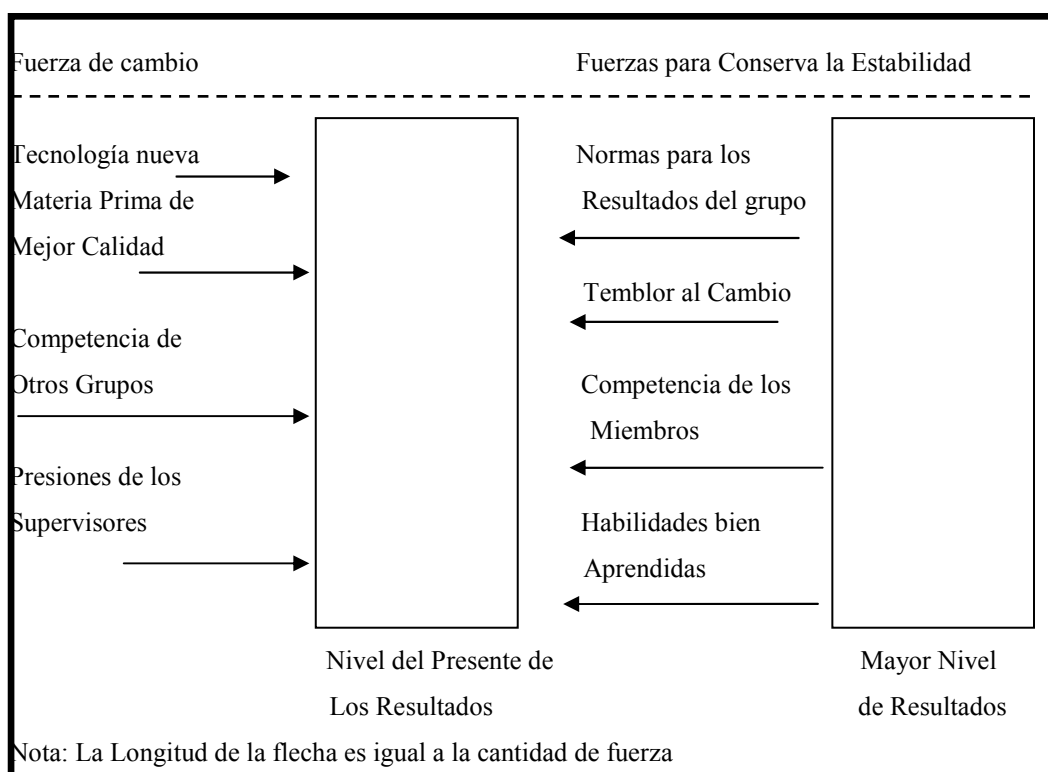 Fuerza de cambio
Fuerzas para Conserva la Estabilidad
Tecnología nueva
Materia Prima de
Mejor Calidad
Competencia de
Otros Grupos
Presiones de los
Supervisores
Normas para los
Resultados del grupo
Temblor al Cambio
Competencia de los
Miembros
Habilidades bien
Aprendidas
Nivel del Presente de
Los Resultados
Mayor Nivel
de Resultados
Nota: La Longitud de la flecha es igual a la cantidad de fuerza